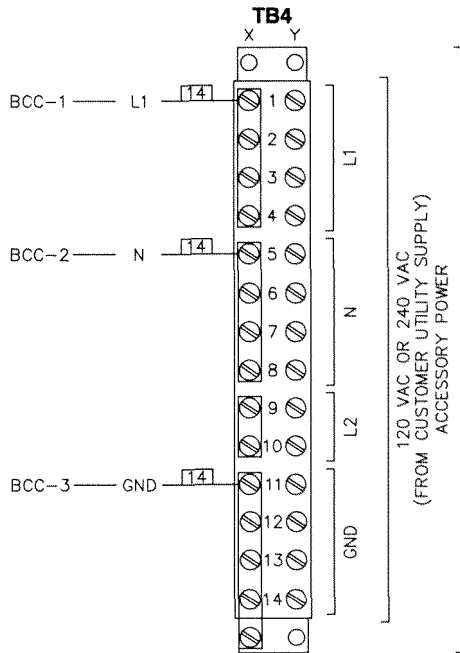 TB4
X Y
BCC-1 L1 14 1
2
3
4
L1
BCC-2 N 14 5
6
7
8
N
9
10
L2
BCC-3 GND 14 11
12
13
14
GND
120 VAC OR 240 VAC
(FROM CUSTOMER UTILITY SUPPLY)
ACCESSORY POWER